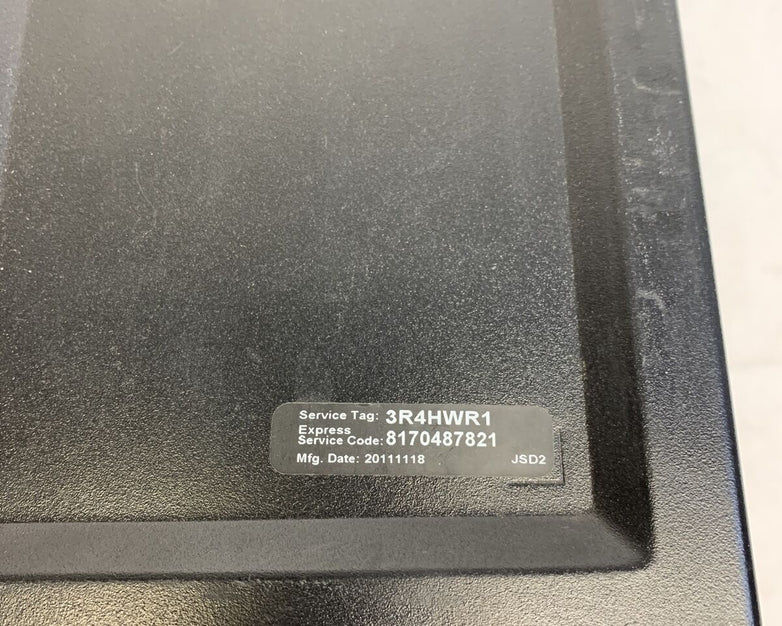 Service Tag: 3R4HWR1
Express
Service Code: 8170487821
Mfg. Date: 20111118 JSD2